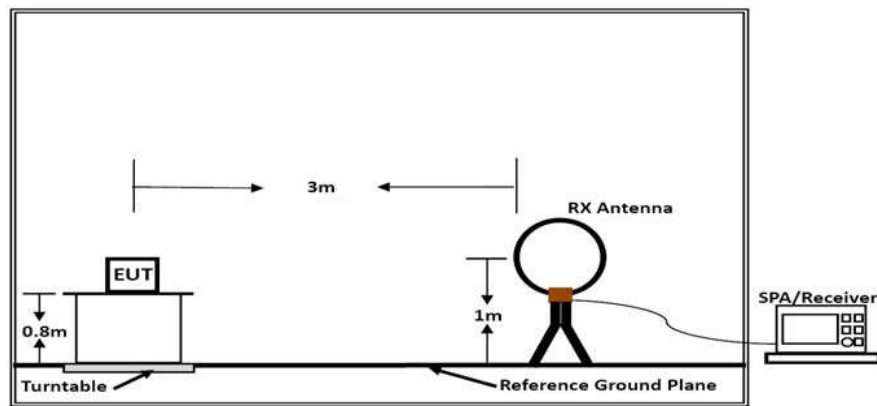 3m
RX Antenna
EUT
SPA/Receiver
0.8m
1m
Turntable
Reference Ground Plane